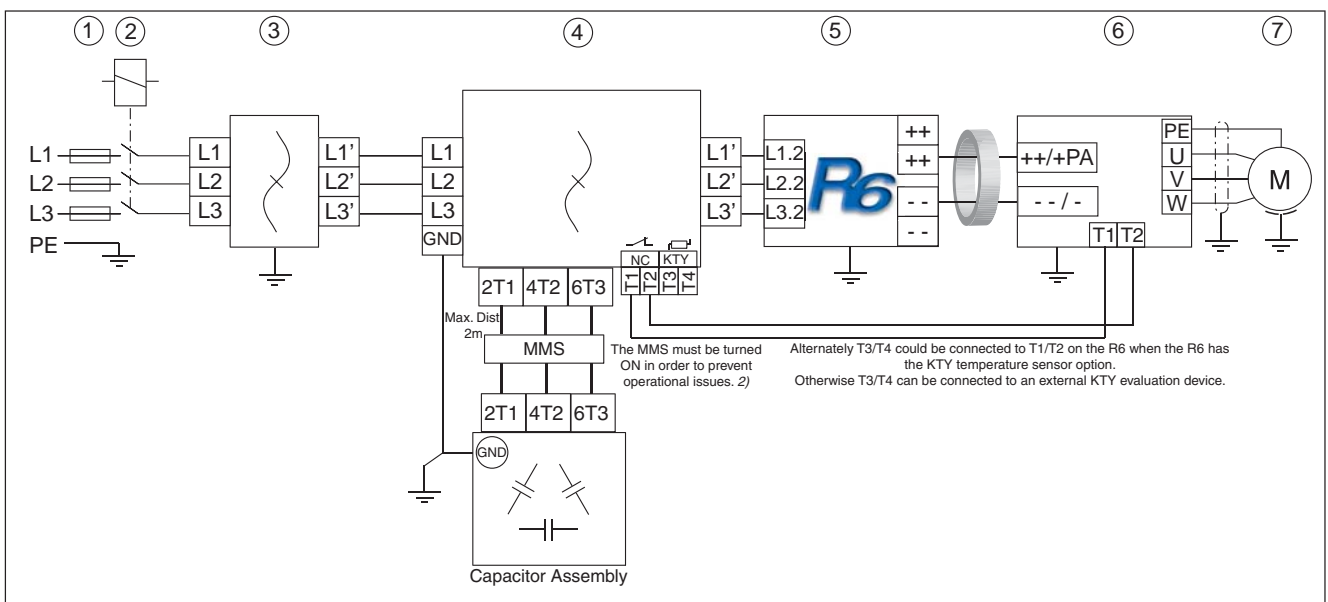 1 2 3 4 5 6 7
L1 L1 L1' L1 L1' L1.2 ++ ++/+PA PE
L2 L2 L2' L2 L2' L2.2 R6 ++ U
L3 L3 L3' L3 L3' L3.2 - - - - / - V M
PE GND - - W
NC KTY T1 T2
T1 T2 T3 T4
2T1 4T2 6T3
Max. Dist
2m
MMS
The MMS must be turned
ON in order to prevent
operational issues. 2)
Alternately T3/T4 could be connected to T1/T2 on the R6 when the R6 has
the KTY temperature sensor option.
Otherwise T3/T4 can be connected to an external KTY evaluation device.
2T1 4T2 6T3
GND
Capacitor Assembly